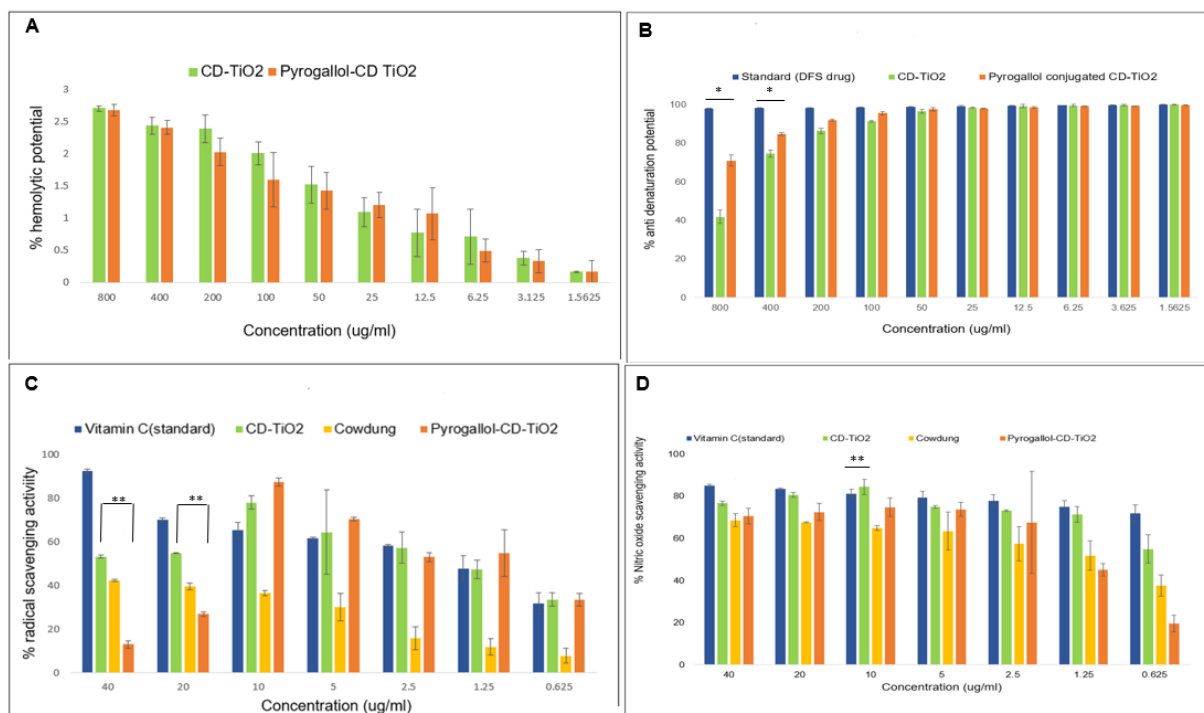 A
CD-TiO2 Pyrogallol-CD TiO2
3
2.5
2
1.5
1
0.5
0
% hemolytic potential
800 400 200 100 50 25 12.5 6.25 3.125 1.5625
Concentration (ug/ml)
B
Standard (DFS drug) CD-TiO2 Pyrogallol conjugated CD-TiO2
* *
100
80
60
40
20
0
% anti denaturation potential
800 400 200 100 50 25 12.5 6.25 3.625 1.5625
Concentration (ug/ml)
C
Vitamin C(standard) CD-TiO2 Cowdung Pyrogallol-CD-TiO2
** **
100
80
60
40
20
0
% radical scavenging activiity
40 20 10 5 2.5 1.25 0.625
Concentration (ug/ml)
D
Vitamin C(standard) CD-TiO2 Cowdung Pyrogallol-CD-TiO2
**
100
80
60
40
20
0
% Nitric oxide scavenging activity
40 20 10 5 2.5 1.25 0.625
Concentration (ug/ml)